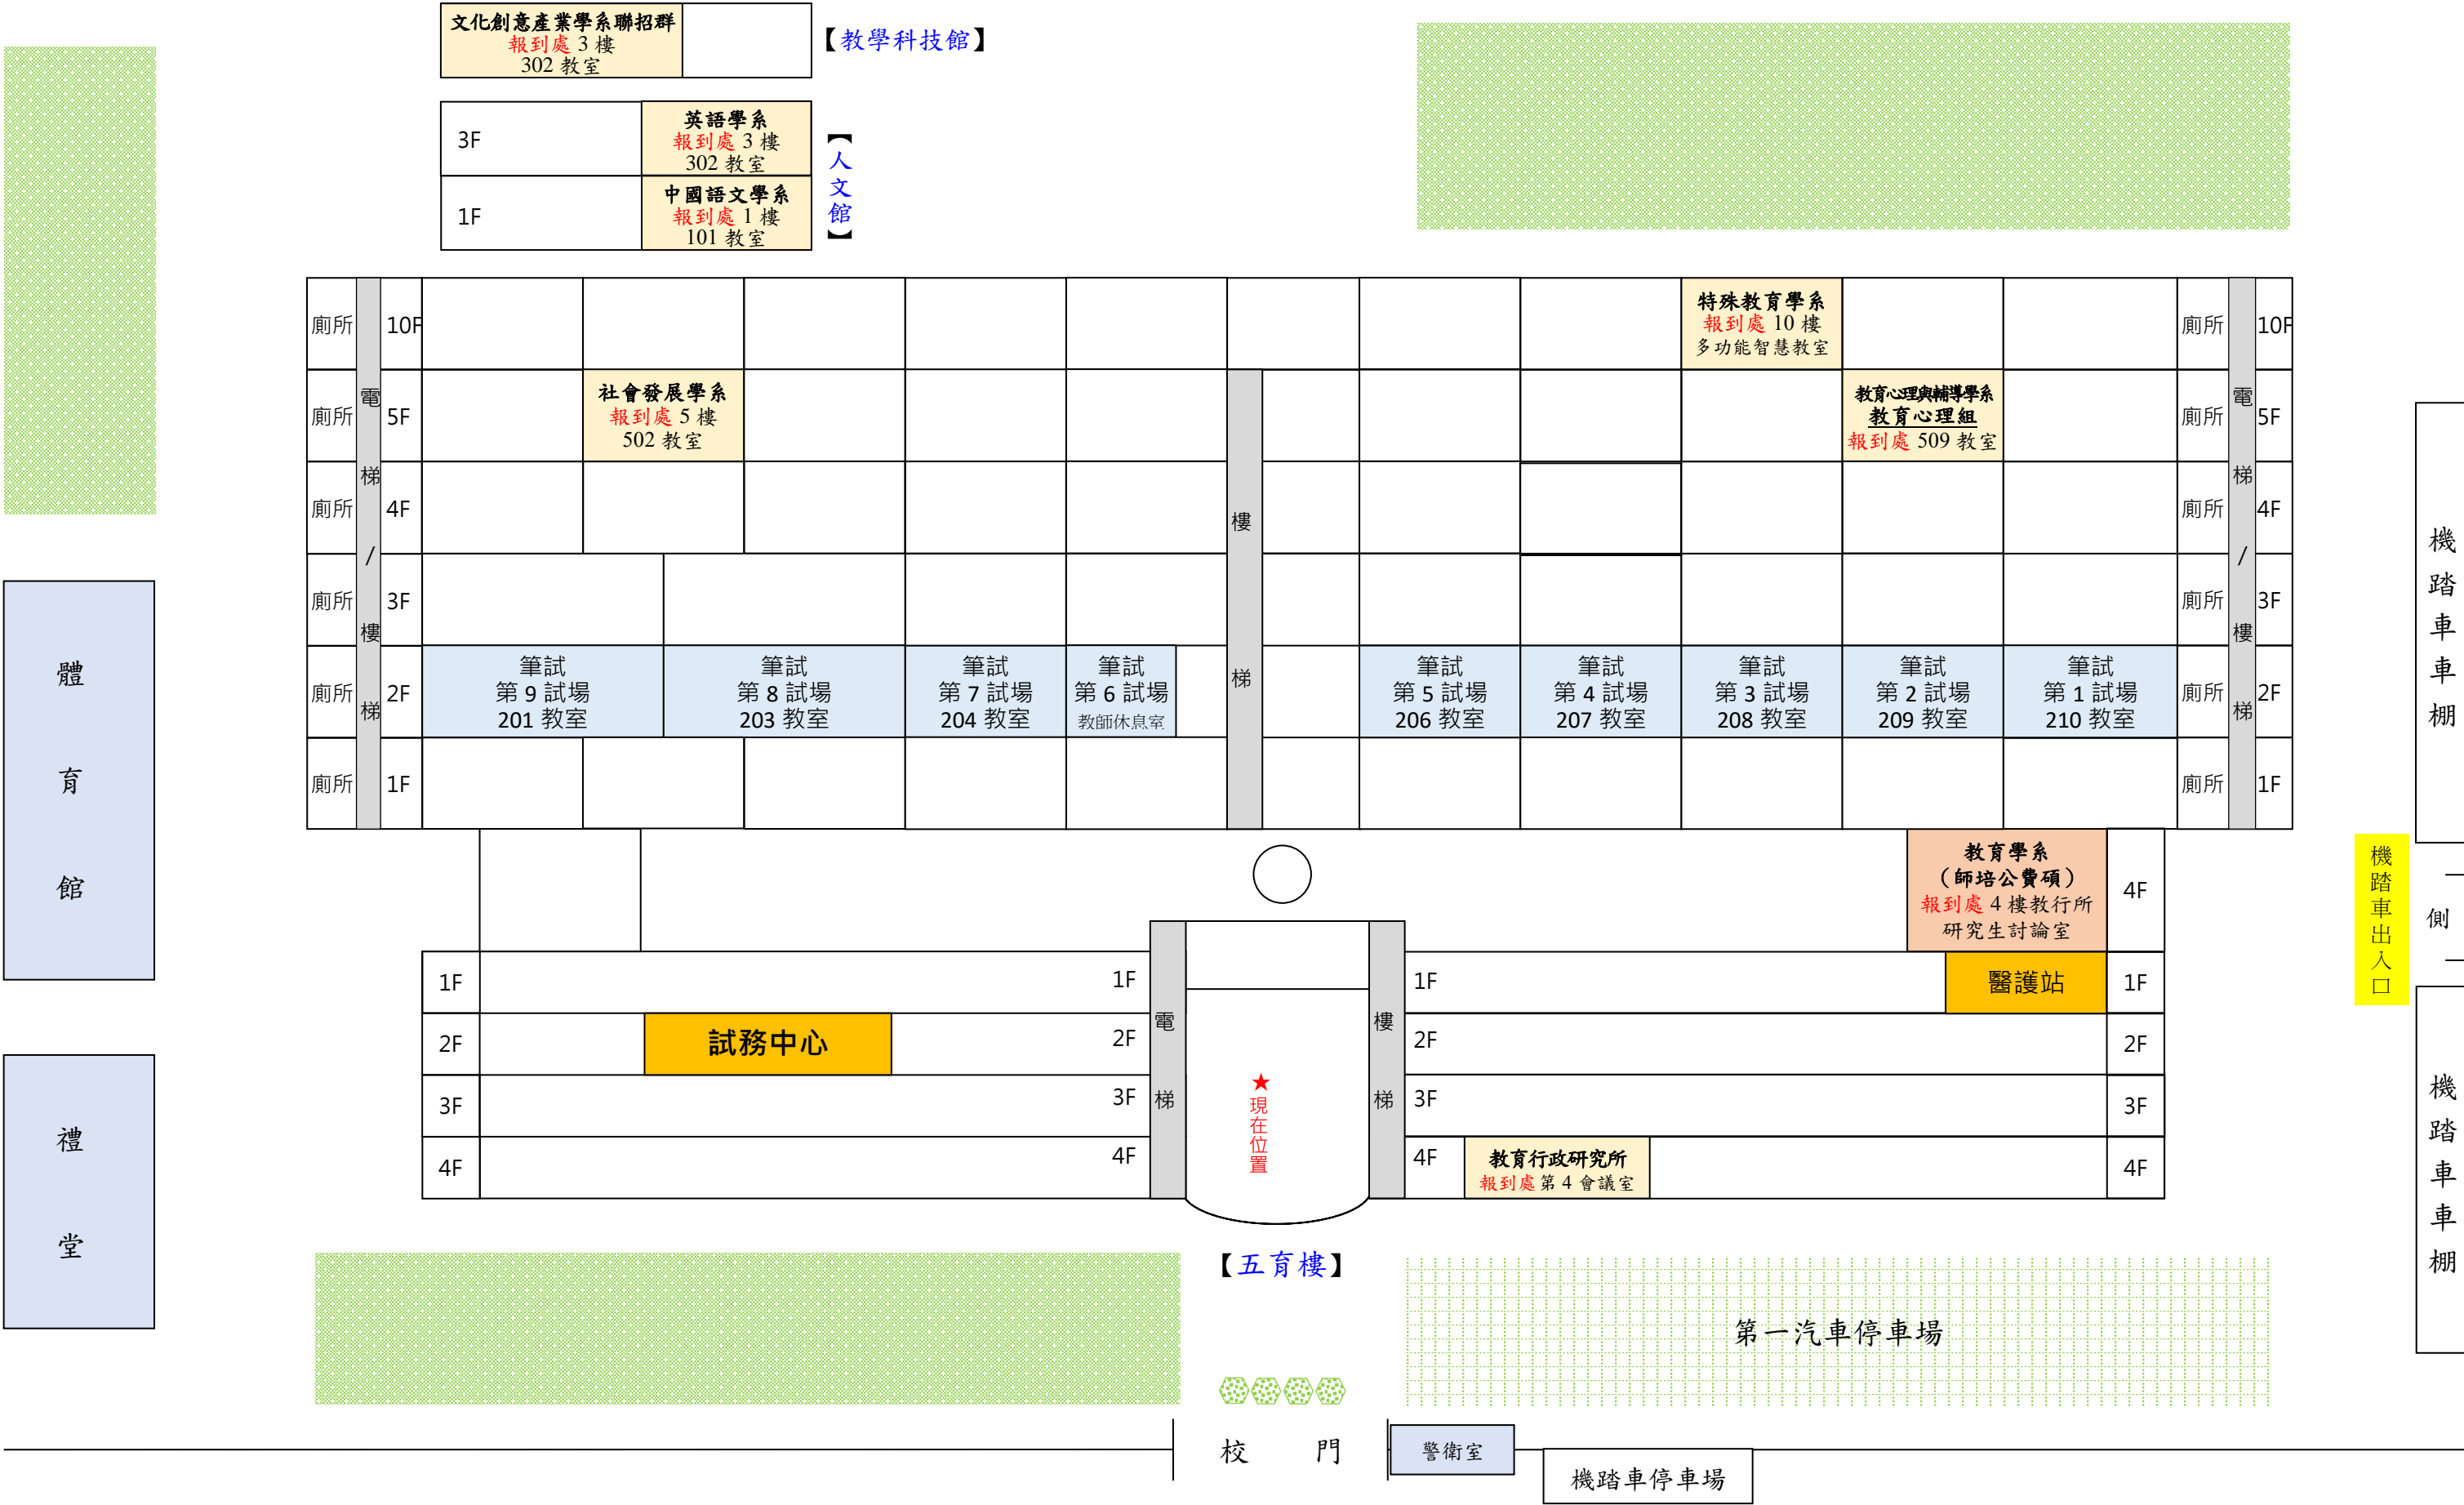 文化創意產業學系聯招群
報到處 3 樓
302 教室
【教學科技館】
3F
英語學系
報到處 3 樓
302 教室
1F
中國語文學系
報到處 1 樓
101 教室
【人文館】
廁所
10F
特殊教育學系
報到處 10 樓
多功能智慧教室
廁所
10F
廁所
5F
社會發展學系
報到處 5 樓
502 教室
教育心理與輔導學系
教育心理組
報到處 509 教室
廁所
5F
廁所
4F
廁所
4F
廁所
3F
廁所
3F
電梯/樓梯
樓梯
電梯/樓梯
廁所
2F
筆試
第 9 試場
201 教室
筆試
第 8 試場
203 教室
筆試
第 7 試場
204 教室
筆試
第 6 試場
教師休息室
筆試
第 5 試場
206 教室
筆試
第 4 試場
207 教室
筆試
第 3 試場
208 教室
筆試
第 2 試場
209 教室
筆試
第 1 試場
210 教室
廁所
2F
廁所
1F
廁所
1F
機踏車車棚
體育館
教育學系
（師培公費碩）
報到處 4 樓教行所
研究生討論室
4F
機踏車出入口
側
1F
1F
1F
醫護站
1F
2F
試務中心
2F
2F
2F
3F
3F
3F
3F
4F
4F
4F
教育行政研究所
報到處第 4 會議室
4F
電梯
樓梯
★現在位置
禮堂
機踏車車棚
【五育樓】
第一汽車停車場
校 門
警衛室
機踏車停車場